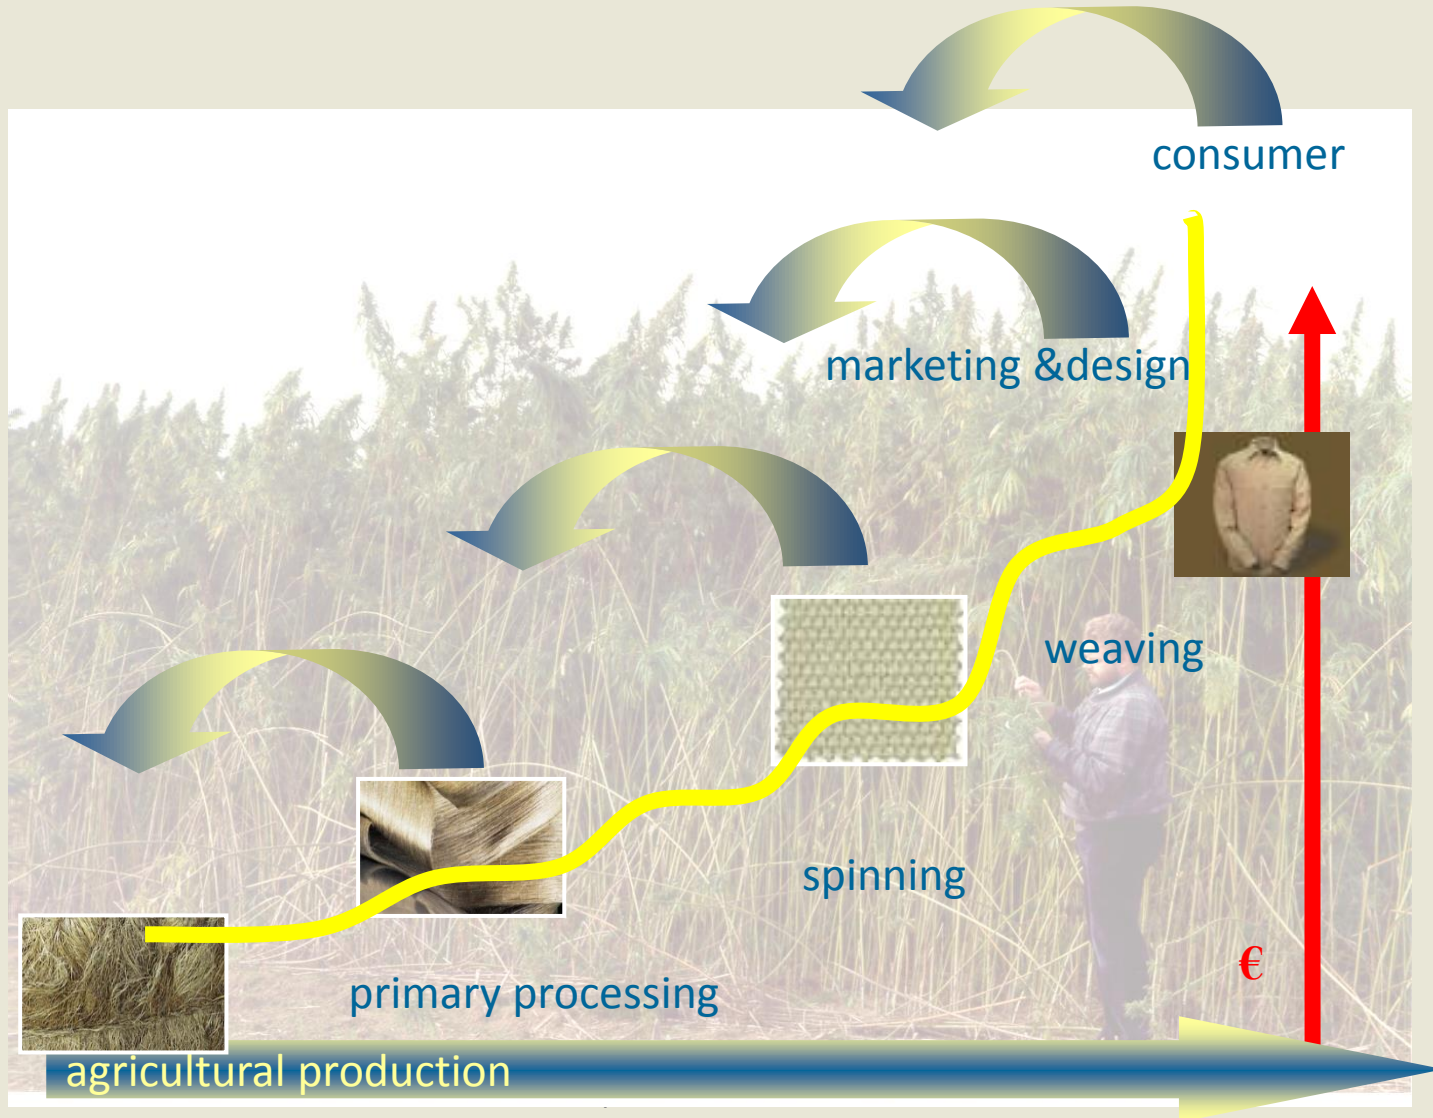 consumer
marketing &design
weaving
spinning
€
primary processing
agricultural production